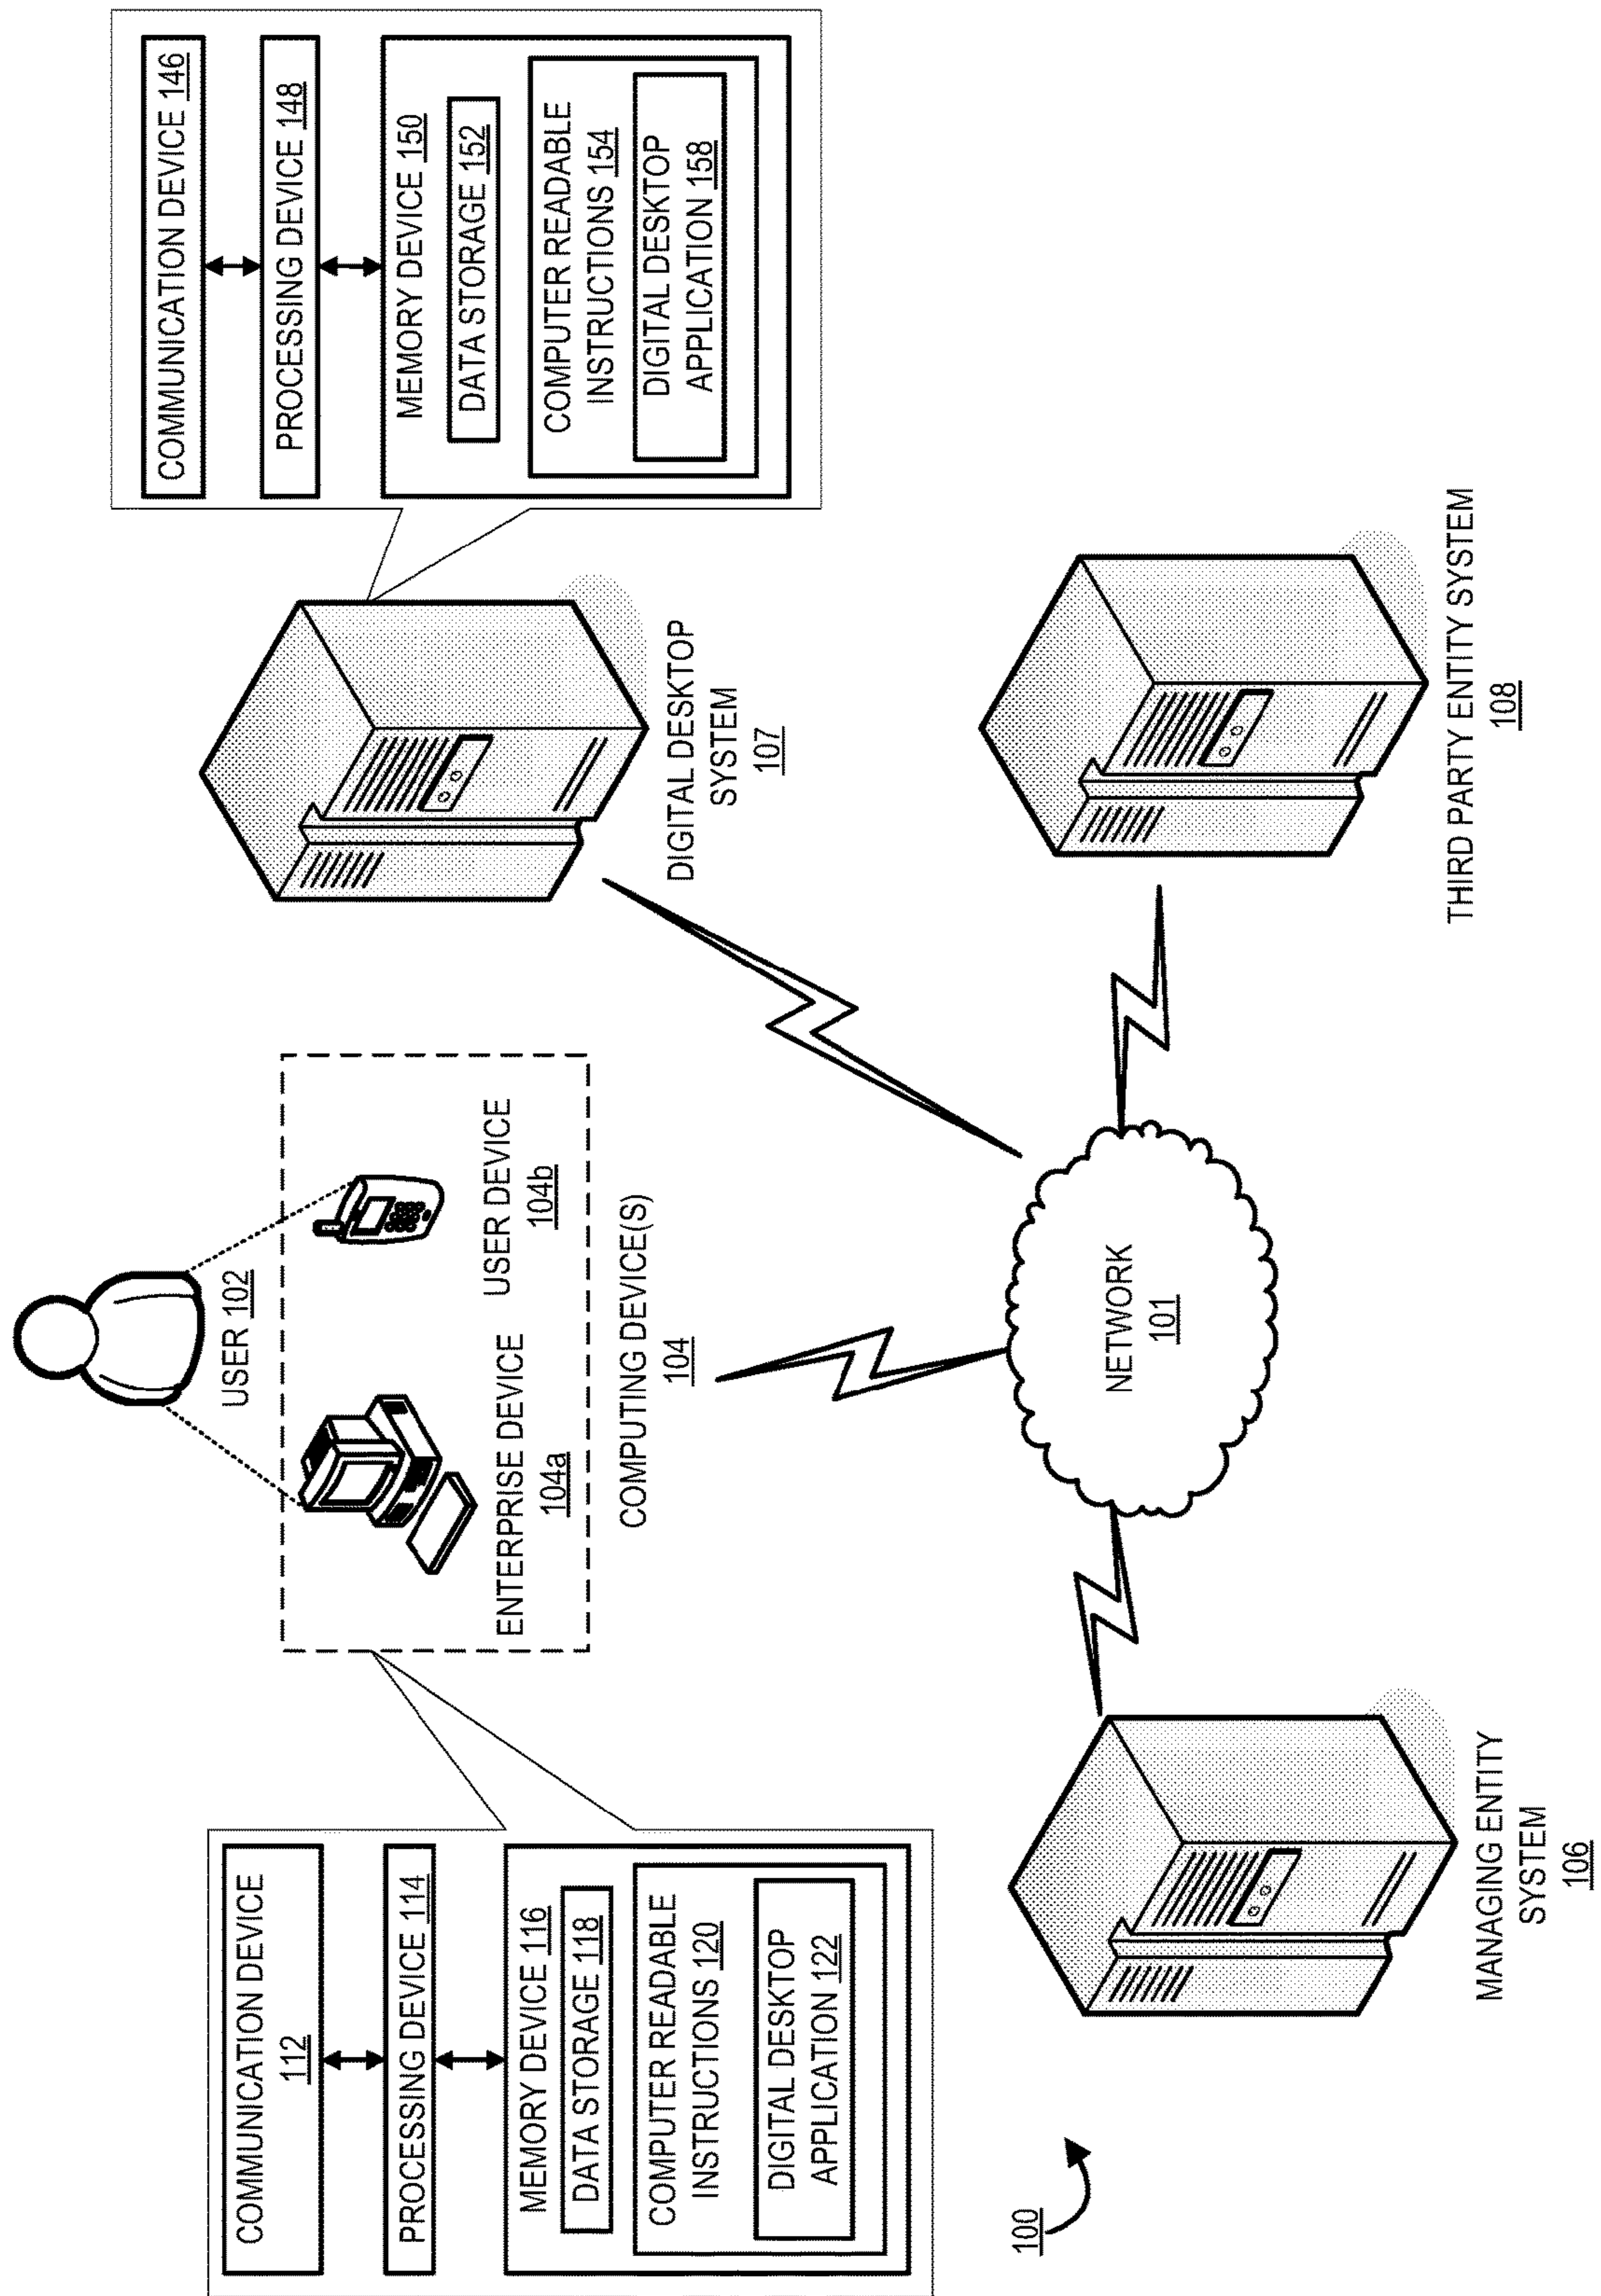 USER 102
ENTERPRISE DEVICE
104a
USER DEVICE
104b
COMPUTING DEVICE(S)
104
COMMUNICATION DEVICE
112
PROCESSING DEVICE 114
MEMORY DEVICE 116
DATA STORAGE 118
COMPUTER READABLE
INSTRUCTIONS 120
DIGITAL DESKTOP
APPLICATION 122
COMMUNICATION DEVICE 146
PROCESSING DEVICE 148
MEMORY DEVICE 150
DATA STORAGE 152
COMPUTER READABLE
INSTRUCTIONS 154
DIGITAL DESKTOP
APPLICATION 158
DIGITAL DESKTOP
SYSTEM
107
NETWORK
101
100
MANAGING ENTITY
SYSTEM
106
THIRD PARTY ENTITY SYSTEM
108